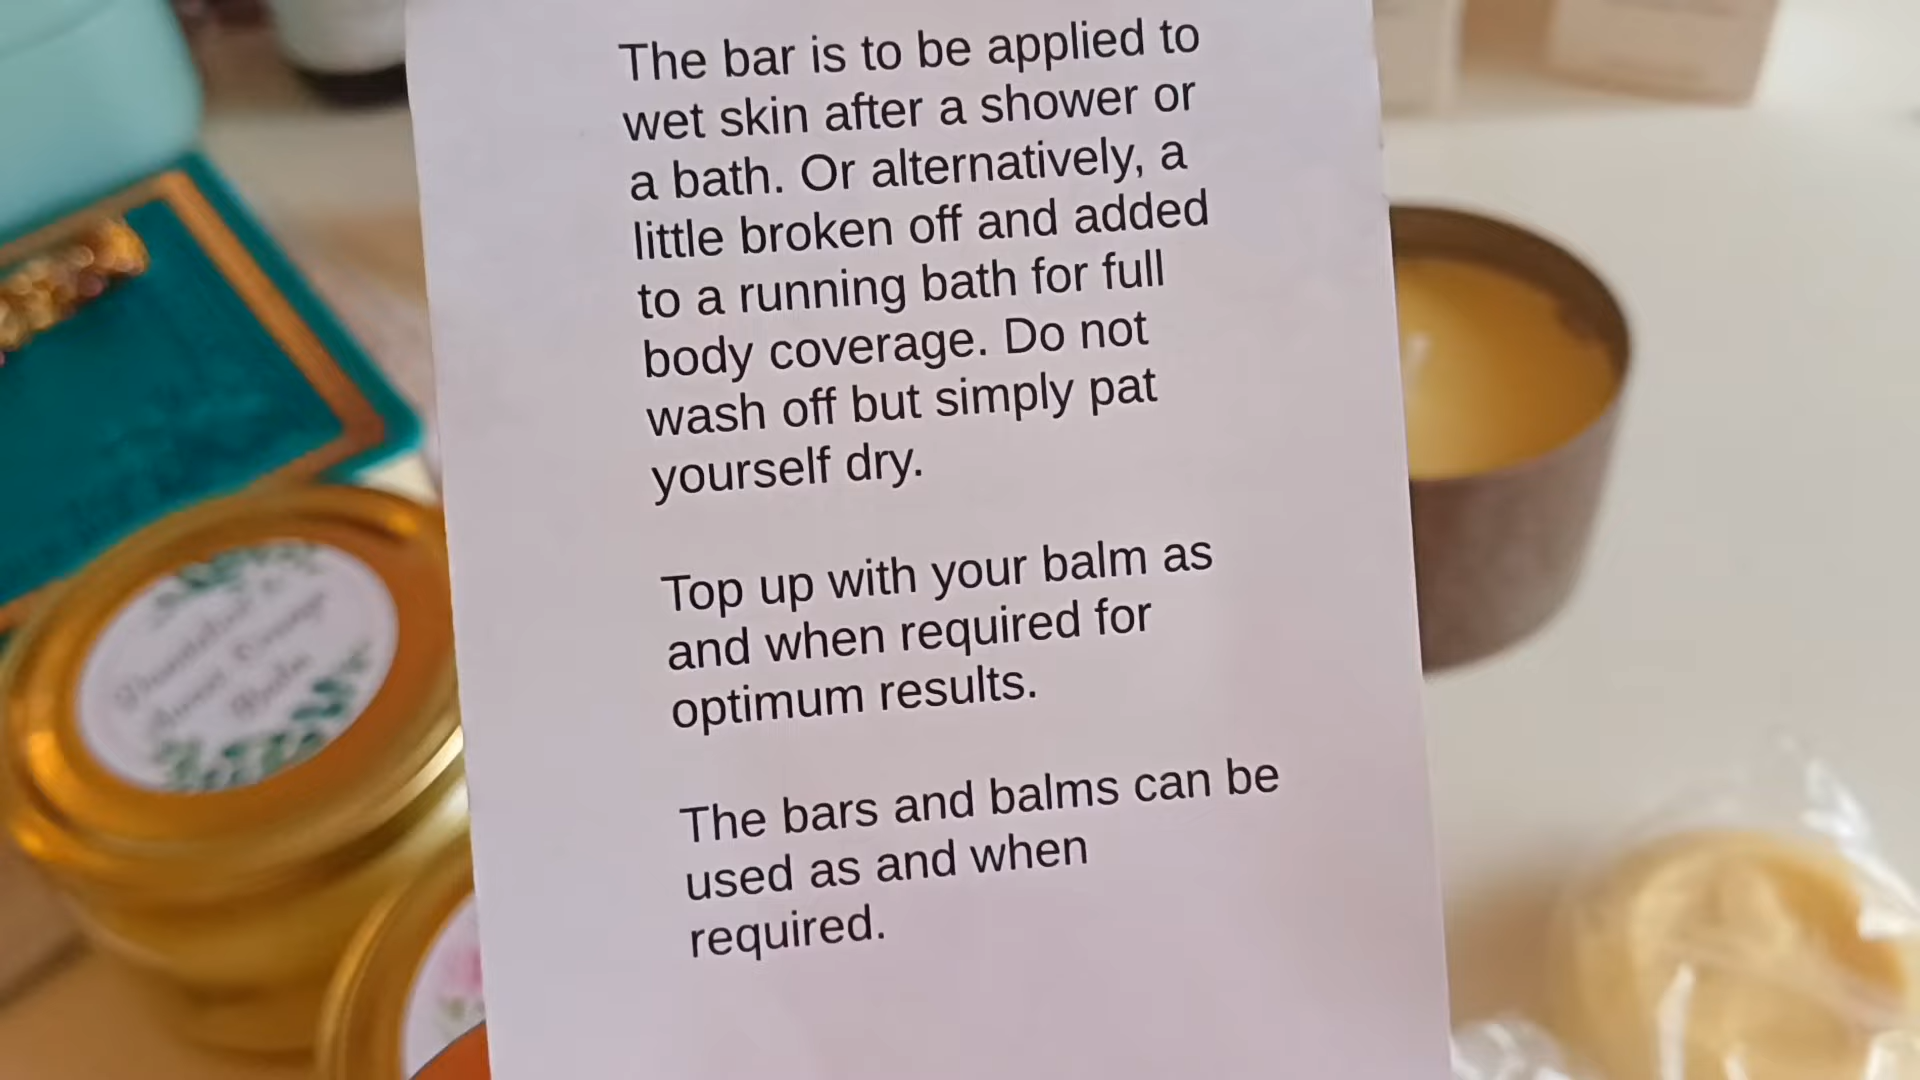 The bar is to be applied to
wet skin after a shower or
a bath. Or alternatively, a
little broken off and added
to a running bath for full
body coverage. Do not
wash off but simply pat
yourself dry.
Top up with your balm as
and when required for
optimum results.
The bars and balms can be
used as and when
required.